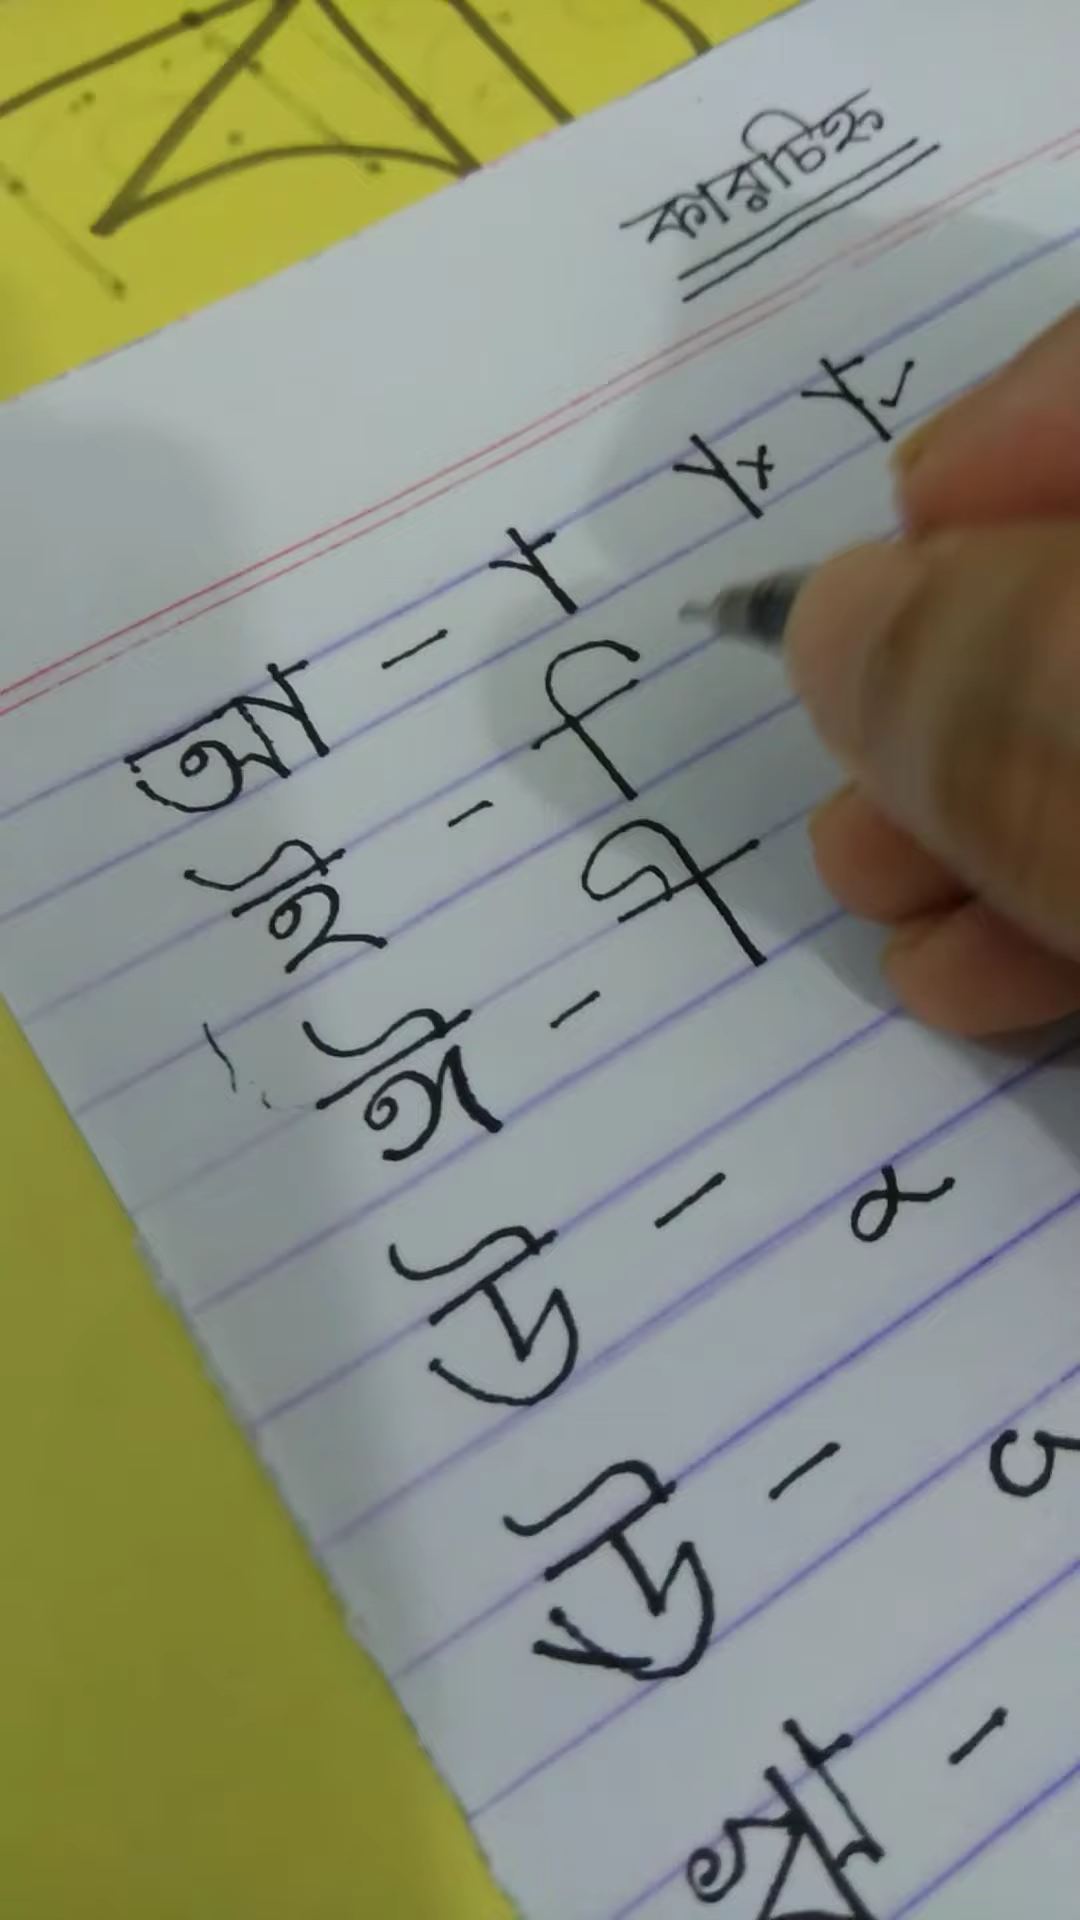 কারচিহ্ন
আ - া া× া✓
ই - ি
ঈ - ী
উ - ু
ঊ - ূ
ঋ -